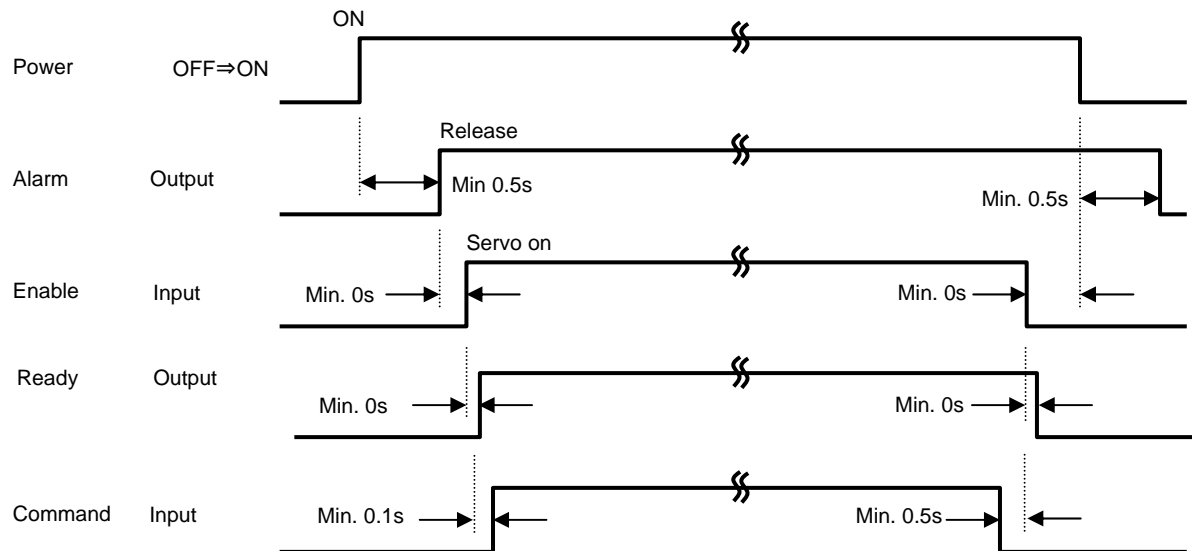 ON
Power OFF⇒ON
Release
Alarm Output Min 0.5s Min. 0.5s
Servo on
Enable Input Min. 0s Min. 0s
Ready Output
Min. 0s Min. 0s
Command Input Min. 0.1s Min. 0.5s